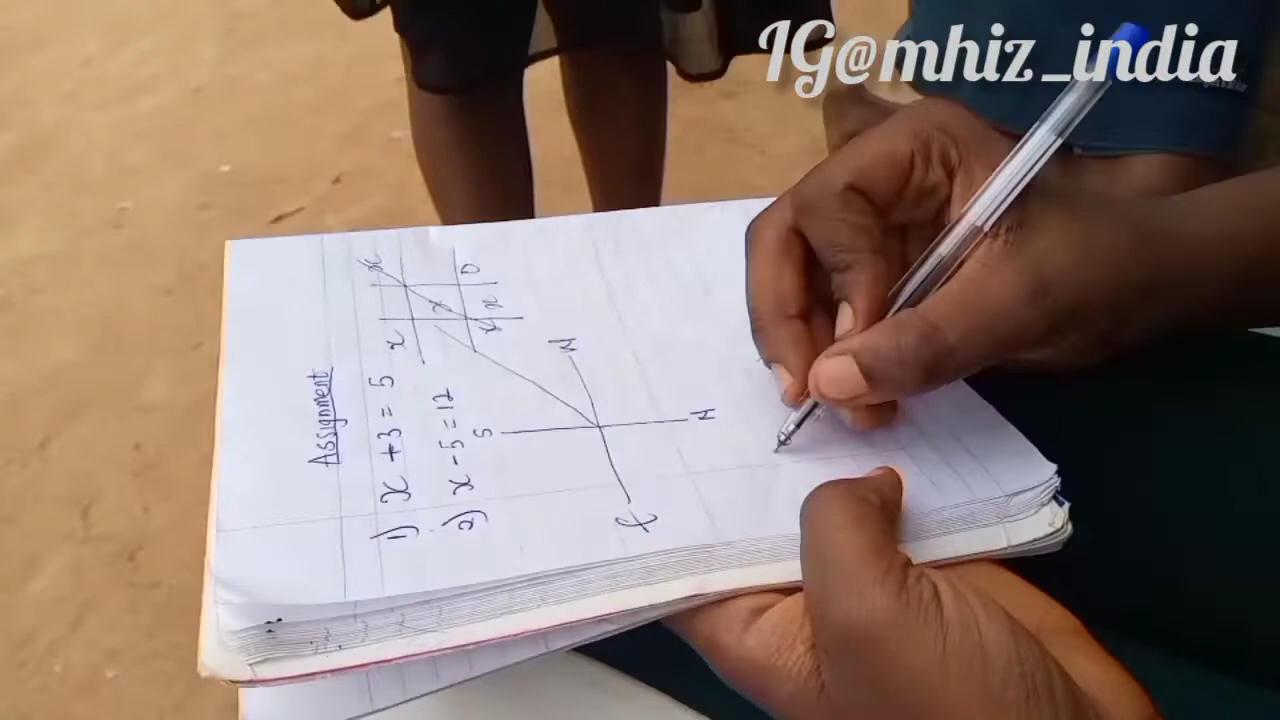 IG@mhiz_india
Assignment
1) x + 3 = 5
2) x - 5 = 12
x
x
x
x
x
O
S
W
N
E